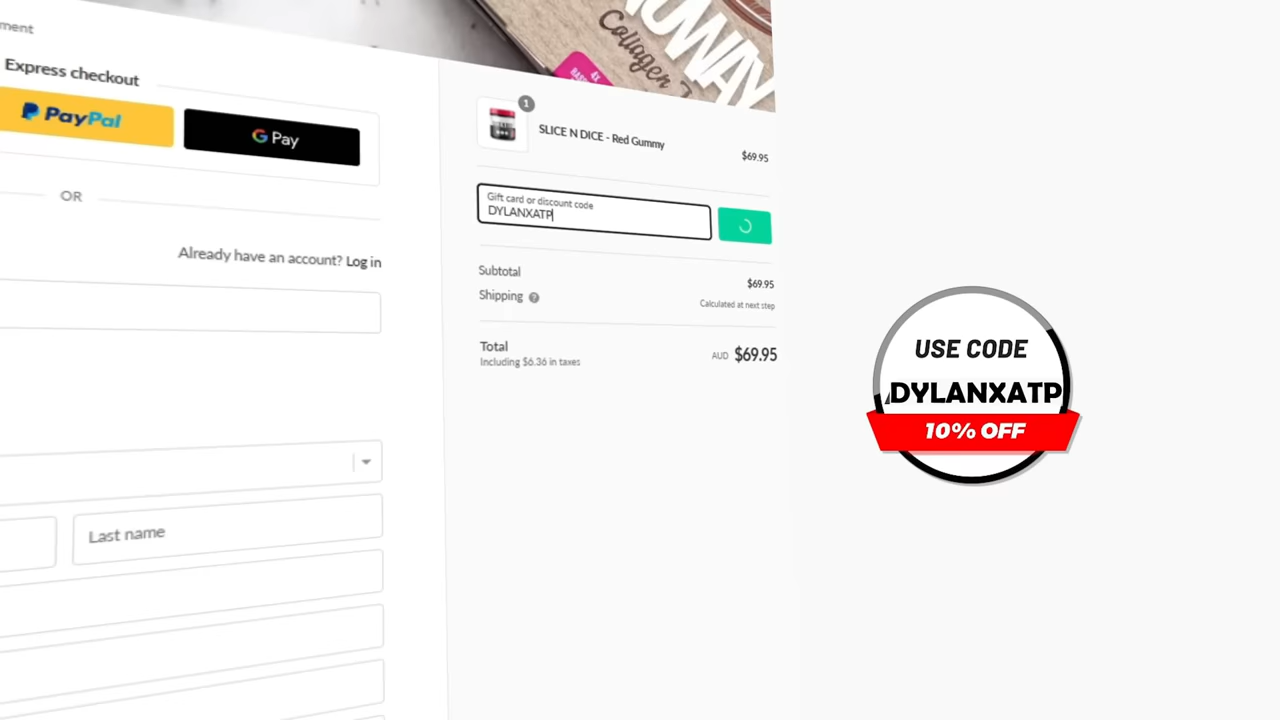 ment
Express checkout
PayPal
G Pay
OR
Already have an account? Log in
Last name
NUWAY
Collagen
4X
1
SLICE N DICE - Red Gummy
$69.95
Gift card or discount code
DYLANXATP
Subtotal
$69.95
Shipping ?
Calculated at next step
Total
Including $6.36 in taxes
AUD $69.95
USE CODE
DYLANXATP
10% OFF